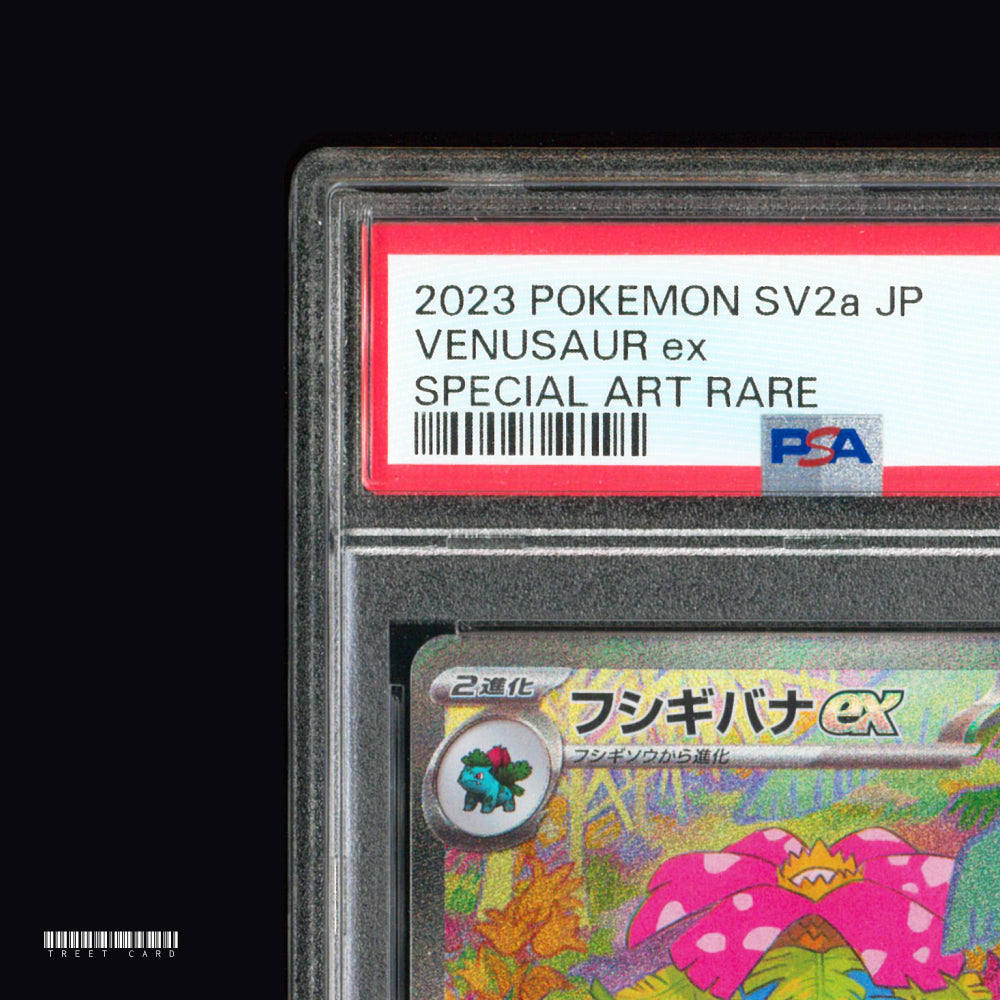 2023 POKEMON SV2a JP
VENUSAUR ex
SPECIAL ART RARE
PSA
2進化
フシギバナex
フシギソウから進化
TREET CARD